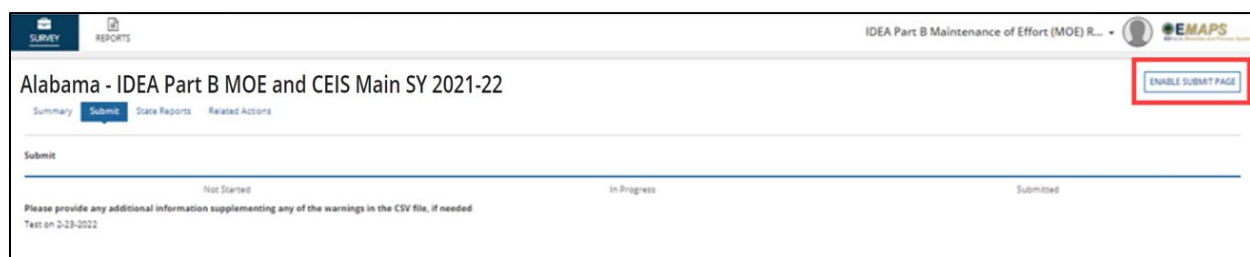 SURVEY
REPORTS
IDEA Part B Maintenance of Effort (MOE) R...
EMAPS
Alabama - IDEA Part B MOE and CEIS Main SY 2021-22
ENABLE SUBMIT PAGE
Summary Submit State Reports Related Actions
Submit
Not Started In Progress Submitted
Please provide any additional information supplementing any of the warnings in the CSV file, if needed
Test on 2-23-2022